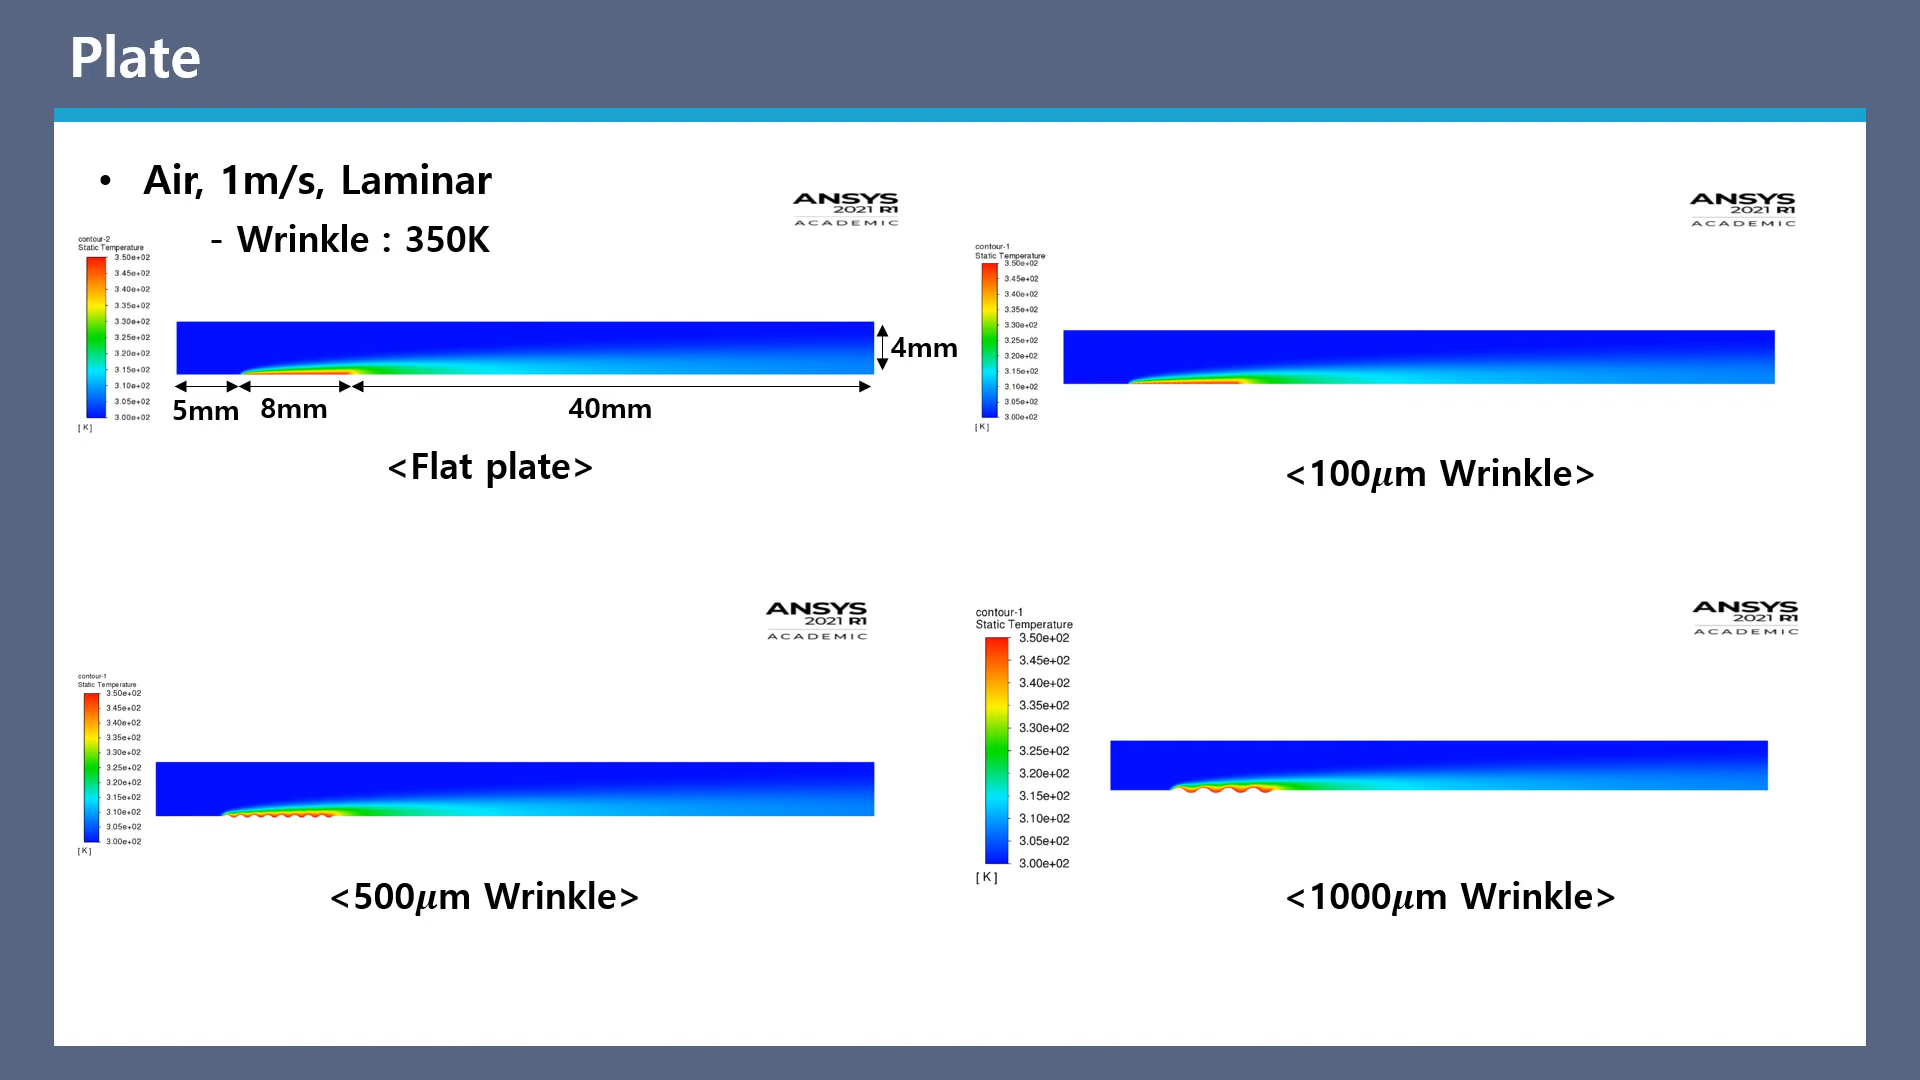 Plate
• Air, 1m/s, Laminar
- Wrinkle : 350K
ANSYS
2021 R1
ACADEMIC
contour-2
Static Temperature
3.50e+02
3.45e+02
3.40e+02
3.35e+02
3.30e+02
3.25e+02
3.20e+02
3.15e+02
3.10e+02
3.05e+02
3.00e+02
[ K ]
4mm
5mm
8mm
40mm
<Flat plate>
ANSYS
2021 R1
ACADEMIC
contour-1
Static Temperature
3.50e+02
3.45e+02
3.40e+02
3.35e+02
3.30e+02
3.25e+02
3.20e+02
3.15e+02
3.10e+02
3.05e+02
3.00e+02
[ K ]
<100μm Wrinkle>
ANSYS
2021 R1
ACADEMIC
contour-1
Static Temperature
3.50e+02
3.45e+02
3.40e+02
3.35e+02
3.30e+02
3.25e+02
3.20e+02
3.15e+02
3.10e+02
3.05e+02
3.00e+02
[ K ]
<500μm Wrinkle>
ANSYS
2021 R1
ACADEMIC
contour-1
Static Temperature
3.50e+02
3.45e+02
3.40e+02
3.35e+02
3.30e+02
3.25e+02
3.20e+02
3.15e+02
3.10e+02
3.05e+02
3.00e+02
[ K ]
<1000μm Wrinkle>